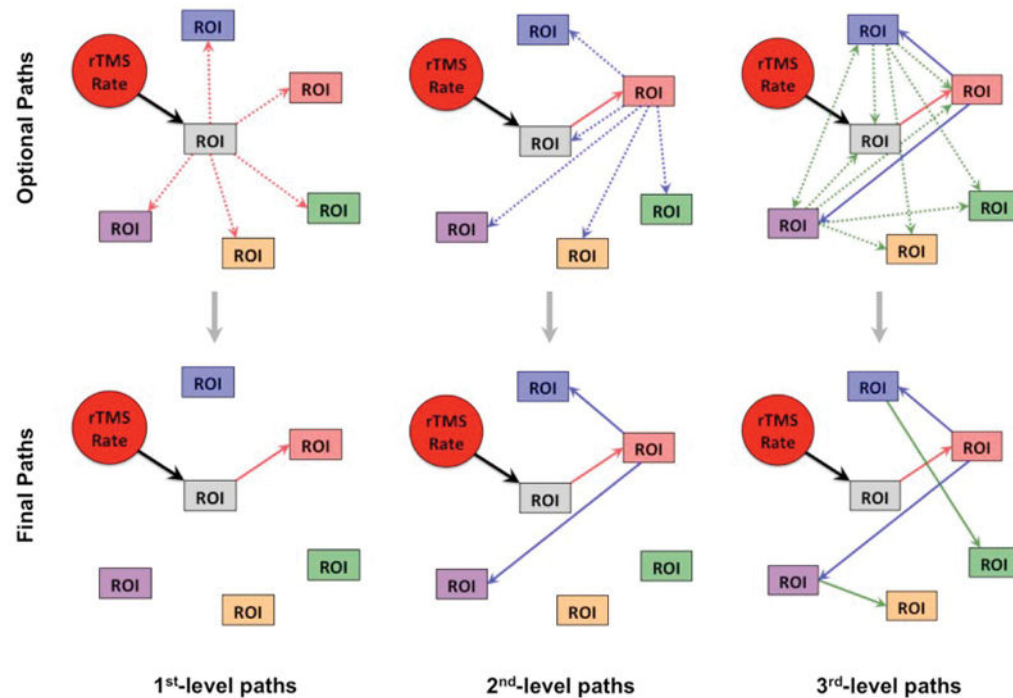 Optional Paths
ROI
rTMS
Rate
ROI
ROI
ROI
ROI
ROI
ROI
rTMS
Rate
ROI
ROI
ROI
ROI
ROI
ROI
rTMS
Rate
ROI
ROI
ROI
ROI
ROI
Final Paths
ROI
rTMS
Rate
ROI
ROI
ROI
ROI
ROI
ROI
rTMS
Rate
ROI
ROI
ROI
ROI
ROI
ROI
rTMS
Rate
ROI
ROI
ROI
ROI
ROI
1st-level paths
2nd-level paths
3rd-level paths